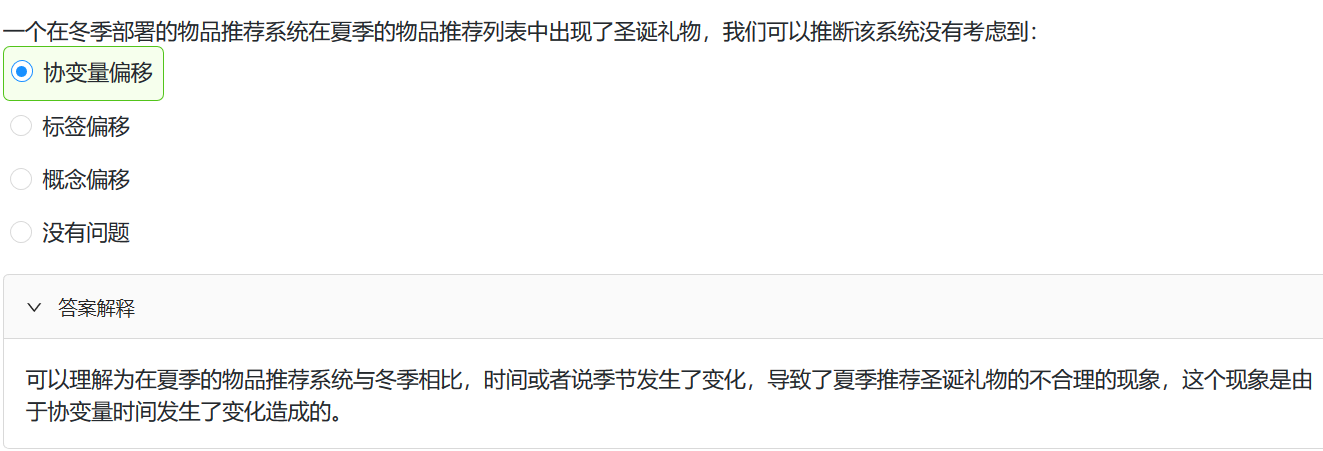 一个在冬季部署的物品推荐系统在夏季的物品推荐列表中出现了圣诞礼物，我们可以推断该系统没有考虑到：
协变量偏移
标签偏移
概念偏移
没有问题
答案解释
可以理解为在夏季的物品推荐系统与冬季相比，时间或者说季节发生了变化，导致了夏季推荐圣诞礼物的不合理的现象，这个现象是由
于协变量时间发生了变化造成的。